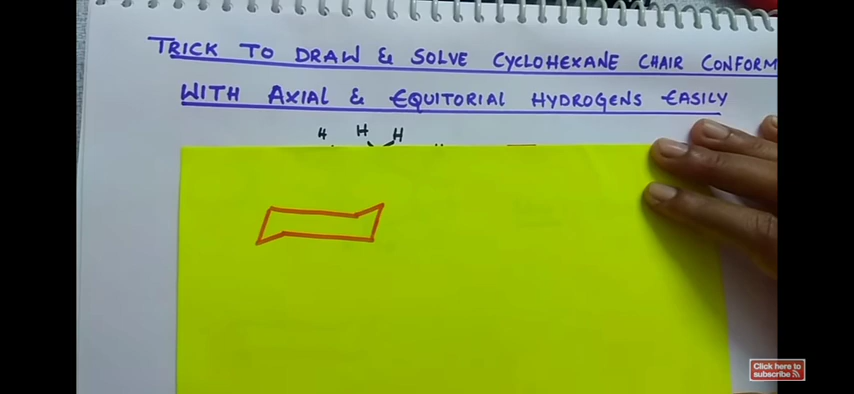 TRICK TO DRAW & SOLVE CYCLOHEXANE CHAIR CONFORM
WITH AXIAL & EQUITORIAL HYDROGENS EASILY
H H H
Click here to
subscribe